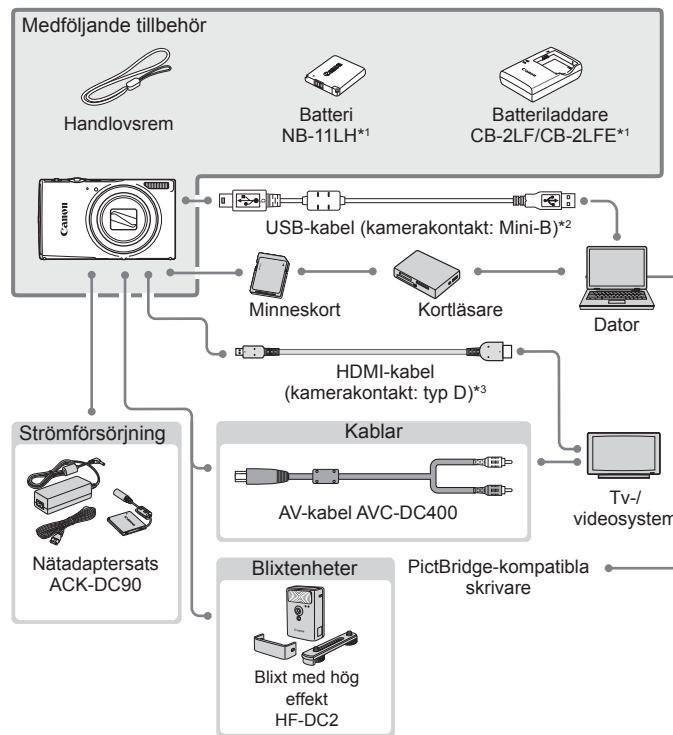 Medföljande tillbehör
Handlovsrem
Batteri
NB-11LH*1
Batteriladdare
CB-2LF/CB-2LFE*1
Canon
USB-kabel (kamerakontakt: Mini-B)*2
Minneskort
Kortläsare
Dator
HDMI-kabel
(kamerakontakt: typ D)*3
Strömförsörjning
Nätadaptersats
ACK-DC90
Kablar
AV-kabel AVC-DC400
Tv-/
videosystem
Blixtenheter
Blixt med hög
effekt
HF-DC2
PictBridge-kompatibla
skrivare